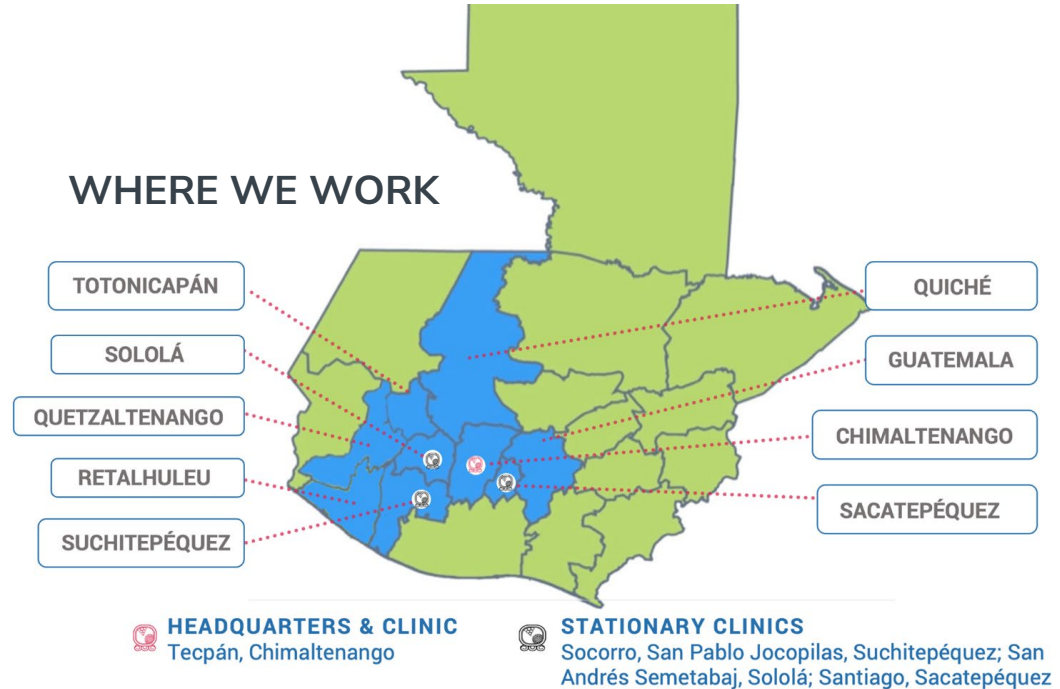 WHERE WE WORK
TOTONICAPÁN
SOLOLÁ
QUETZALTENANGO
RETALHULEU
SUCHITEPÉQUEZ
QUICHÉ
GUATEMALA
CHIMALTENANGO
SACATEPÉQUEZ
HEADQUARTERS & CLINIC
Tecpán, Chimaltenango
STATIONARY CLINICS
Socorro, San Pablo Jocopilas, Suchitepéquez; San
Andrés Semetabaj, Sololá; Santiago, Sacatepéquez